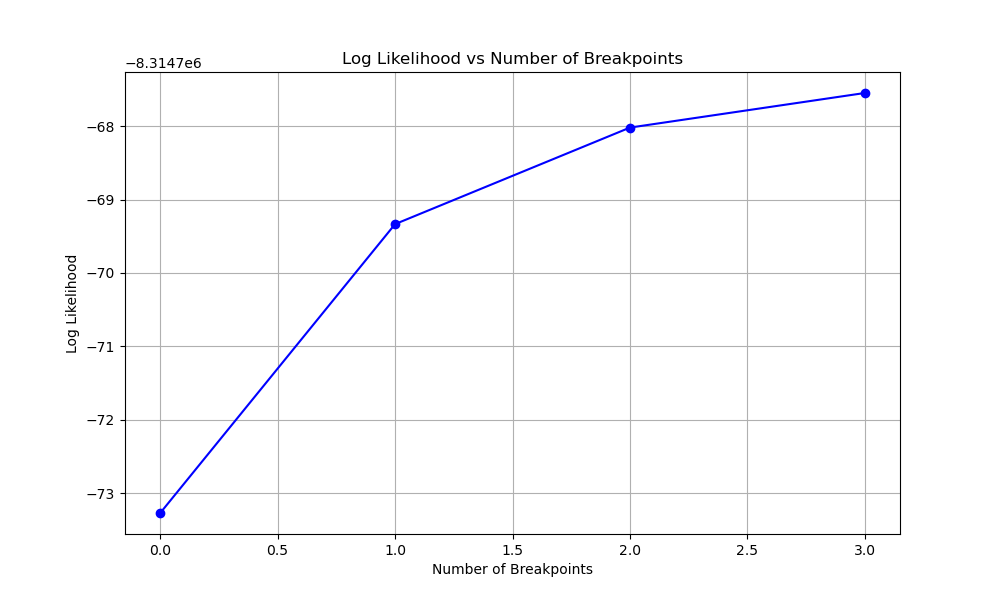 Log Likelihood vs Number of Breakpoints
−8.3147e6
−68
−69
−70
−71
−72
−73
Log Likelihood
0.0 0.5 1.0 1.5 2.0 2.5 3.0
Number of Breakpoints